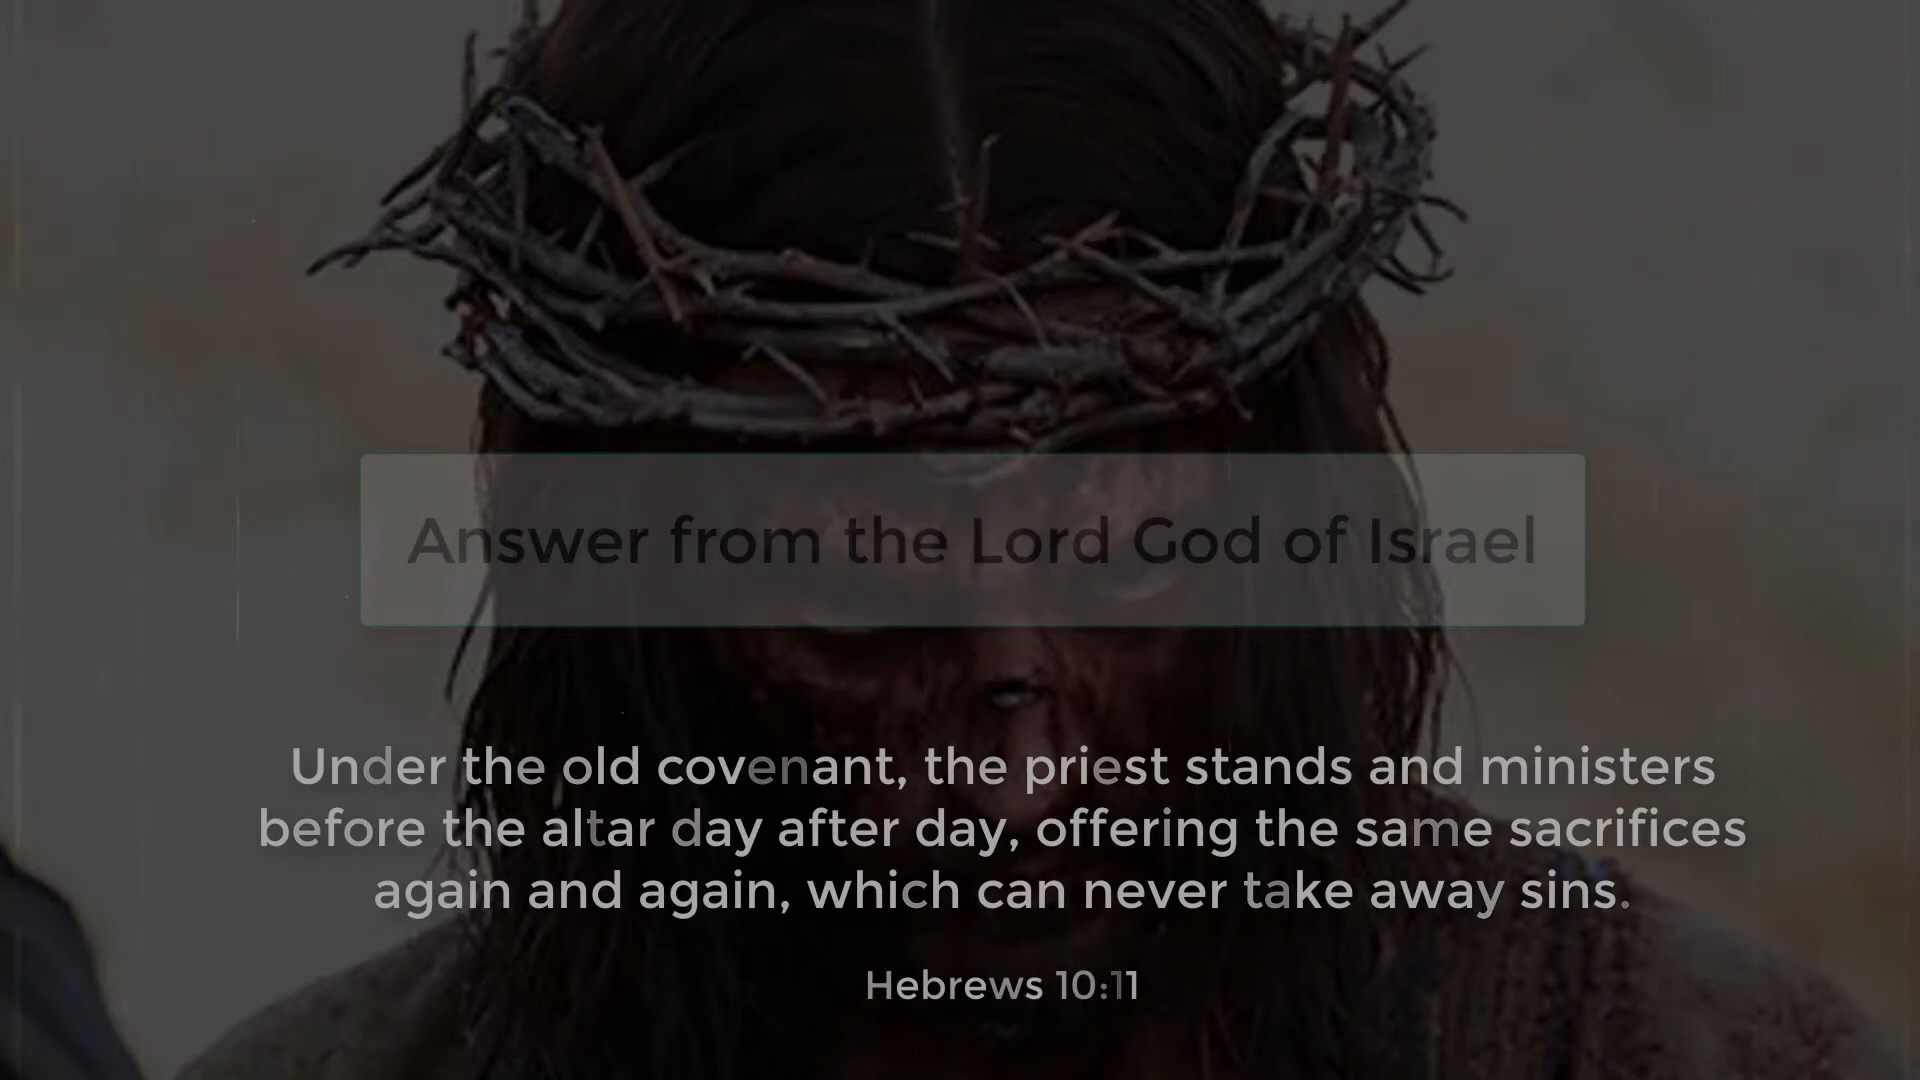 Answer from the Lord God of Israel
Under the old covenant, the priest stands and ministers
before the altar day after day, offering the same sacrifices
again and again, which can never take away sins.
Hebrews 10:11